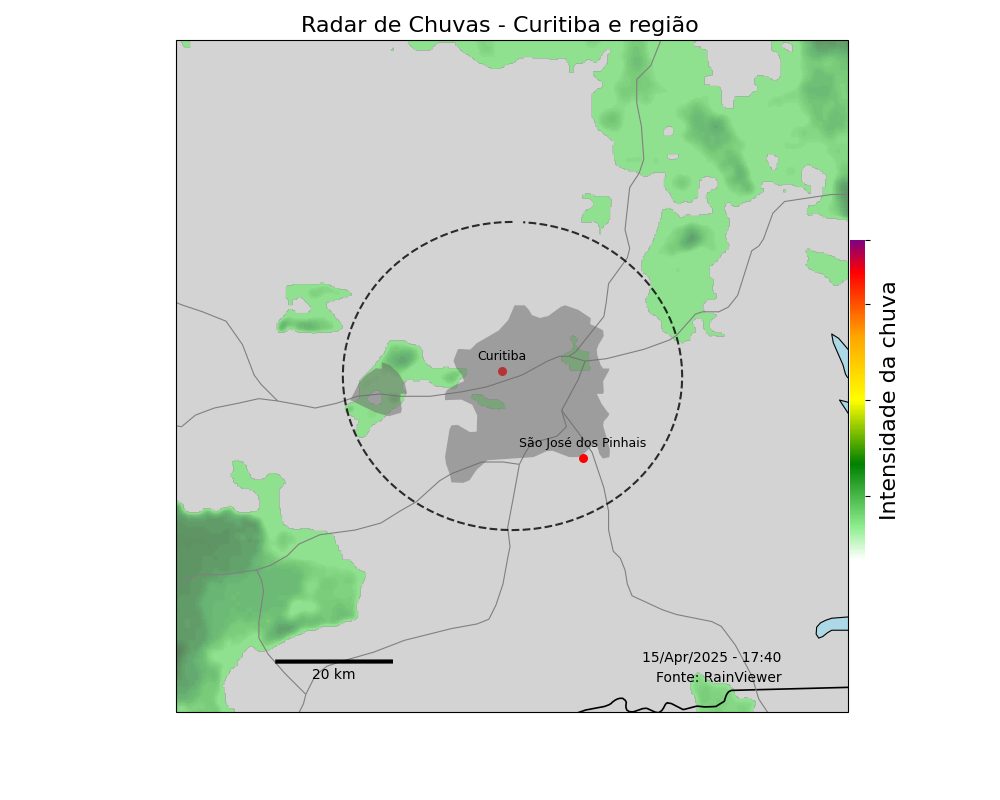 Radar de Chuvas - Curitiba e região
Curitiba
São José dos Pinhais
Intensidade da chuva
15/Apr/2025 - 17:40
Fonte: RainViewer
20 km